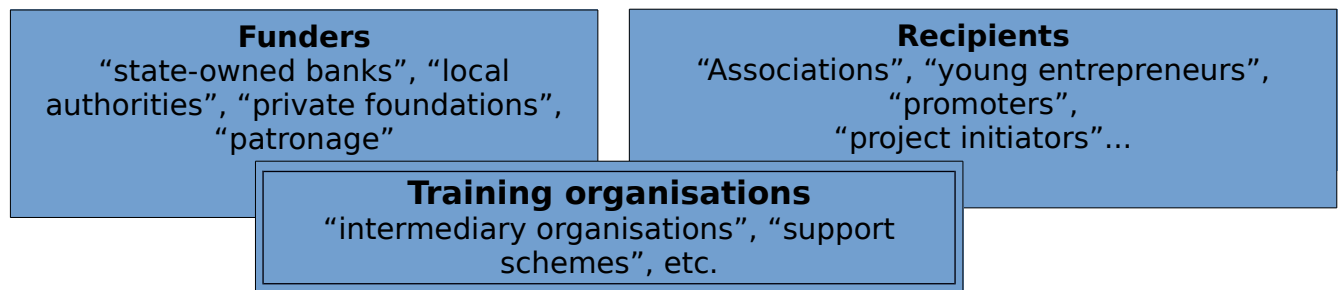 Funders
“state-owned banks”, “local
authorities”, “private foundations”,
“patronage”
Recipients
“Associations”, “young entrepreneurs”,
“promoters”,
“project initiators”...
Training organisations
“intermediary organisations”, “support
schemes”, etc.